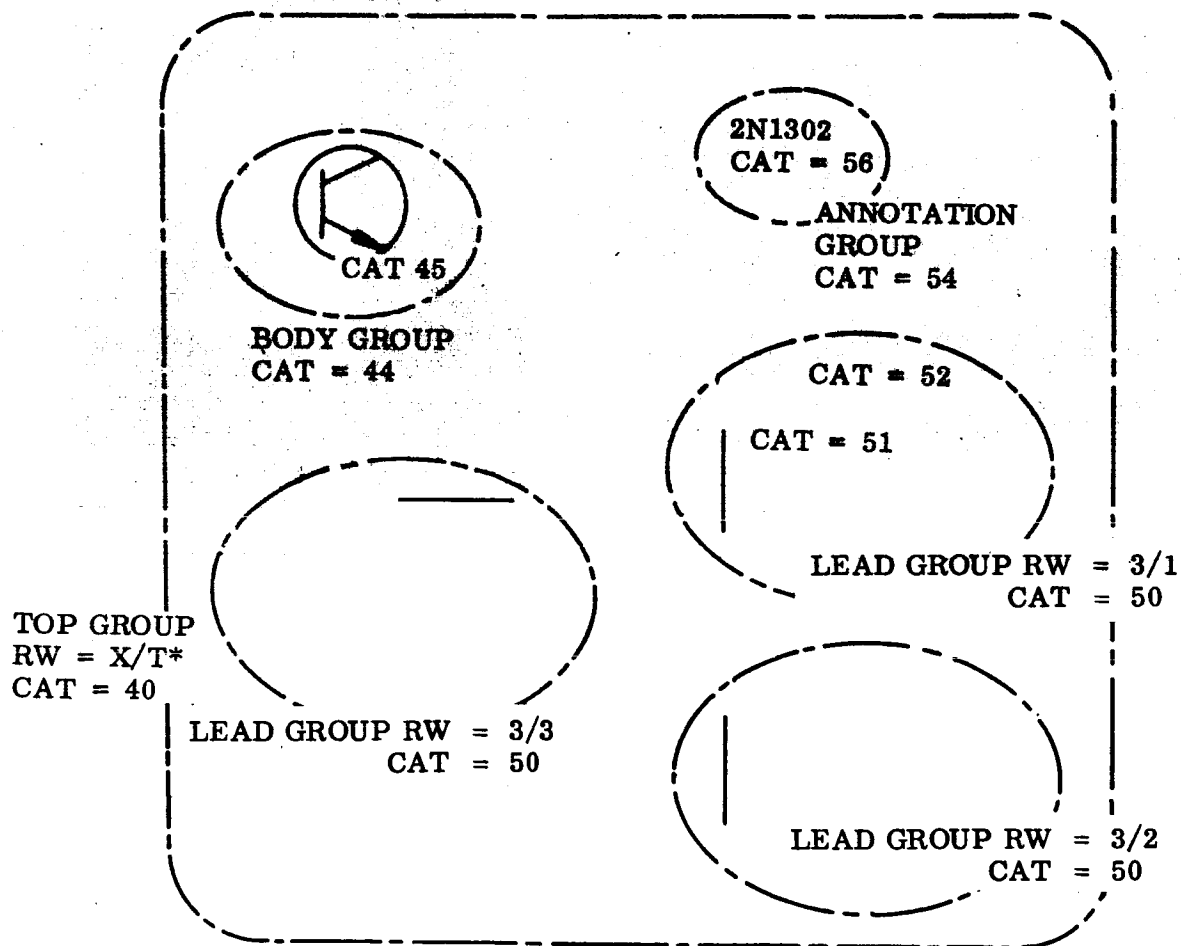 2N1302
CAT = 56
ANNOTATION
GROUP
CAT = 54
CAT 45
BODY GROUP
CAT = 44
CAT = 52
CAT = 51
LEAD GROUP RW = 3/1
CAT = 50
TOP GROUP
RW = X/T*
CAT = 40
LEAD GROUP RW = 3/3
CAT = 50
LEAD GROUP RW = 3/2
CAT = 50